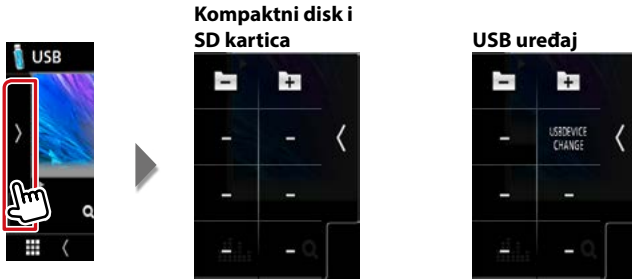 Kompaktni disk i
SD kartica
USB uređaj
USB
USBDEVICE
CHANGE